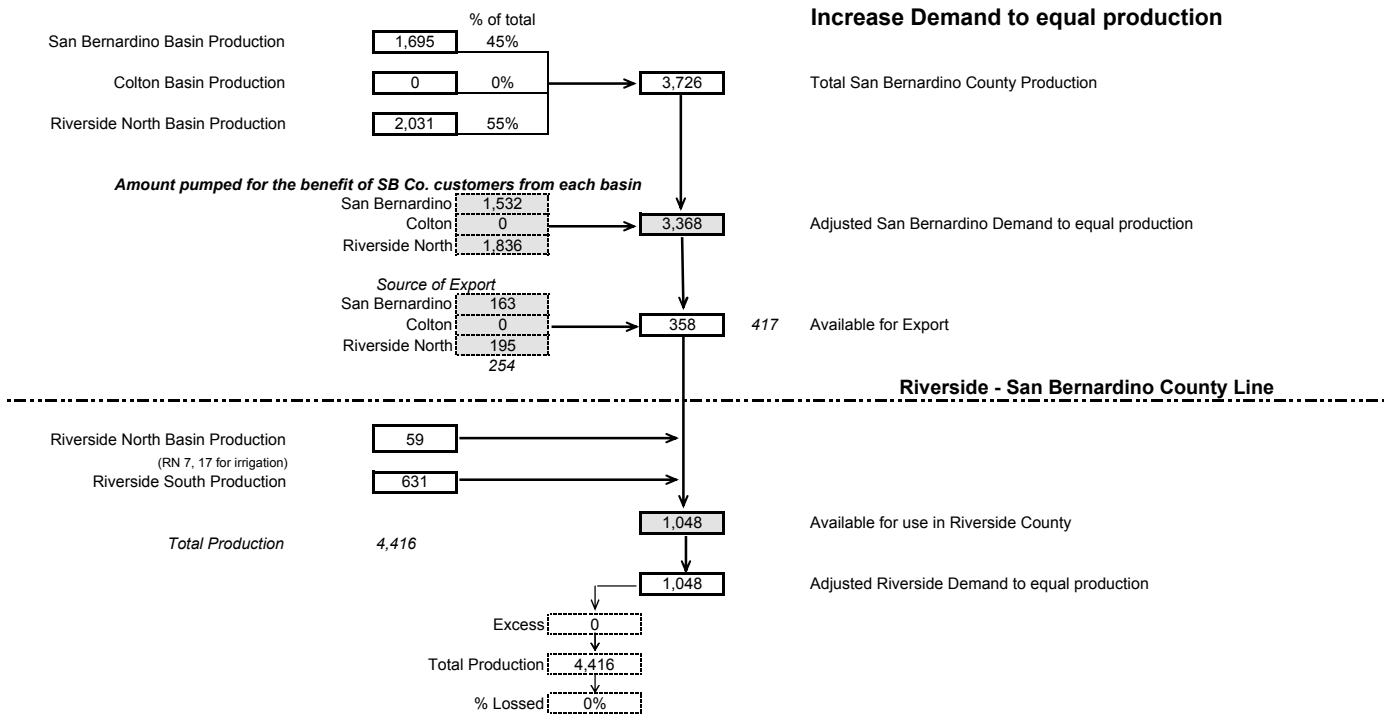 Increase Demand to equal production
% of total
San Bernardino Basin Production 1,695 45%
Colton Basin Production 0 0% 3,726 Total San Bernardino County Production
Riverside North Basin Production 2,031 55%
Amount pumped for the benefit of SB Co. customers from each basin
San Bernardino 1,532
Colton 0 3,368 Adjusted San Bernardino Demand to equal production
Riverside North 1,836
Source of Export
San Bernardino 163
Colton 0 358 417 Available for Export
Riverside North 195
254
Riverside - San Bernardino County Line
Riverside North Basin Production 59
(RN 7, 17 for irrigation)
Riverside South Production 631
1,048 Available for use in Riverside County
Total Production 4,416
1,048 Adjusted Riverside Demand to equal production
Excess 0
Total Production 4,416
% Lossed 0%